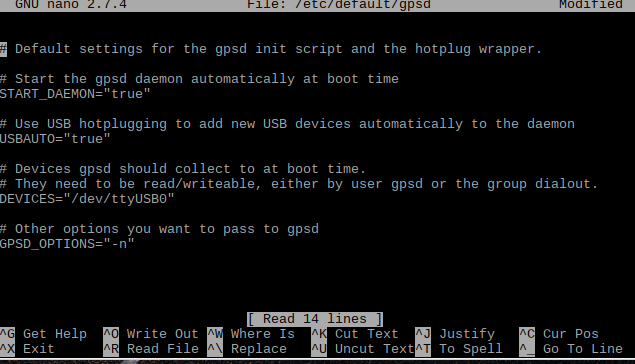 GNU nano 2.7.4 File: /etc/default/gpsd Modified
# Default settings for the gpsd init script and the hotplug wrapper.
# Start the gpsd daemon automatically at boot time
START_DAEMON="true"
# Use USB hotplugging to add new USB devices automatically to the daemon
USBAUTO="true"
# Devices gpsd should collect to at boot time.
# They need to be read/writeable, either by user gpsd or the group dialout.
DEVICES="/dev/ttyUSB0"
# Other options you want to pass to gpsd
GPSD_OPTIONS="-n"
[ Read 14 lines ]
^G Get Help ^O Write Out ^W Where Is ^K Cut Text ^J Justify ^C Cur Pos
^X Exit ^R Read File ^\ Replace ^U Uncut Text ^T To Spell ^_ Go To Line